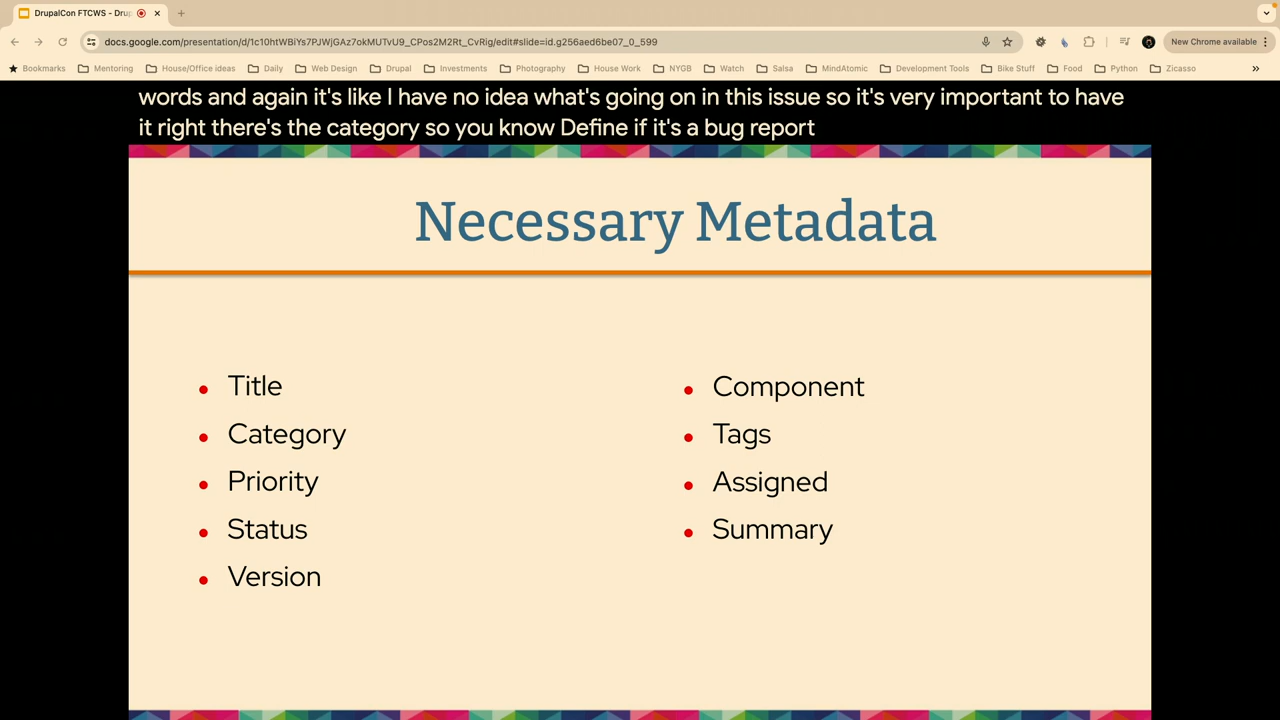 DrupalCon FTCWS - Dru
docs.google.com/presentation/d/1c10htWBiYs7PJWjGAz7okMUTvU9_CPos2M2Rt_CvRig/edit#slide=id.g256aed6be07_0_599
New Chrome available
Bookmarks Mentoring House/Office ideas Daily Web Design Drupal Investments Photography House Work NYGB Watch Salsa MindAtomic Development Tools Bike Stuff Food Python Zicasso
words and again it's like I have no idea what's going on in this issue so it's very important to have
it right there's the category so you know Define if it's a bug report
Necessary Metadata
Title
Category
Priority
Status
Version
Component
Tags
Assigned
Summary